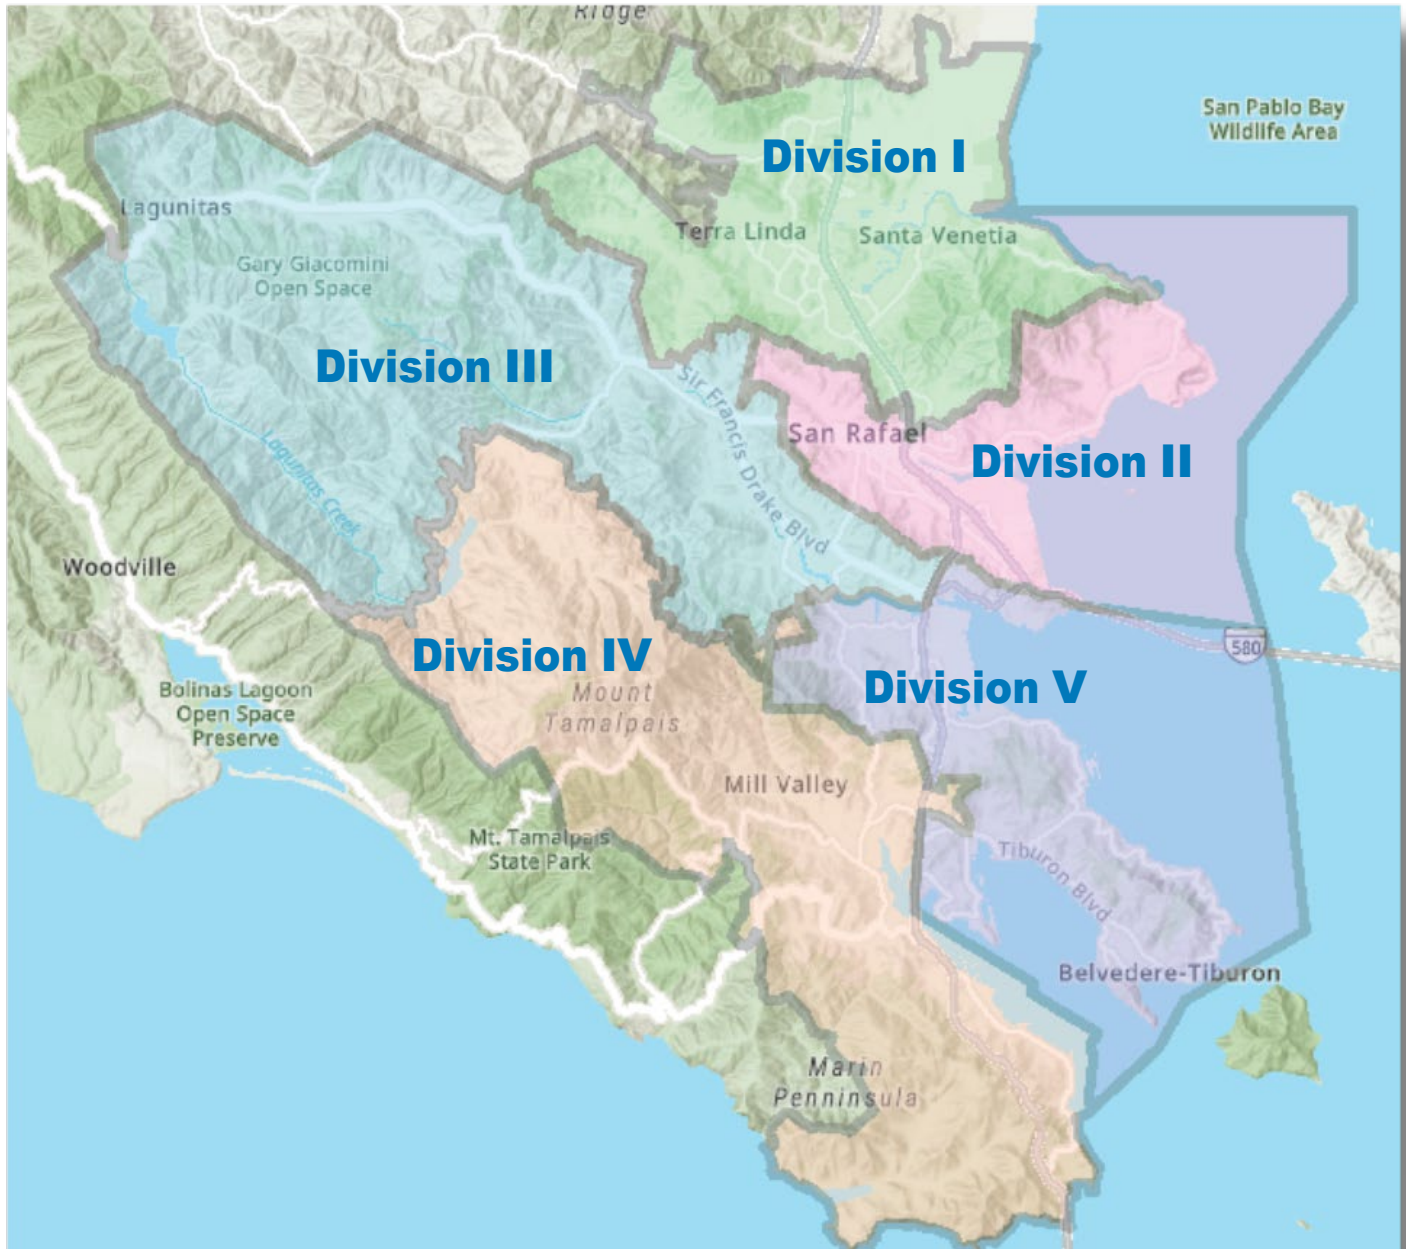 Ridge
San Pablo Bay
Wildlife Area
Division I
Lagunitas
Terra Linda
Santa Venetia
Gary Giacomini
Open Space
Division III
Sir Francis Drake Blvd
San Rafael
Division II
Lagunitas Creek
Woodville
580
Division IV
Division V
Bolinas Lagoon
Open Space
Preserve
Mount
Tamalpais
Mill Valley
Mt. Tamalpais
State Park
Tiburon Blvd
Belvedere-Tiburon
Marin
Penninsula